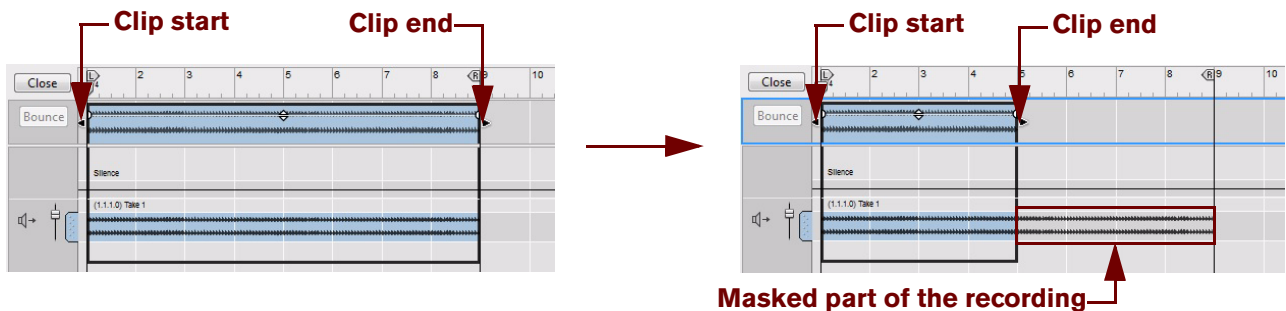 Clip start Clip end Clip start Clip end
Close L 4 2 3 4 5 6 7 8 R 9 10 Close L 4 2 3 4 5 6 7 8 R 9 10
Bounce Bounce
Silence Silence
(1.1.1.0) Take 1 (1.1.1.0) Take 1
Masked part of the recording